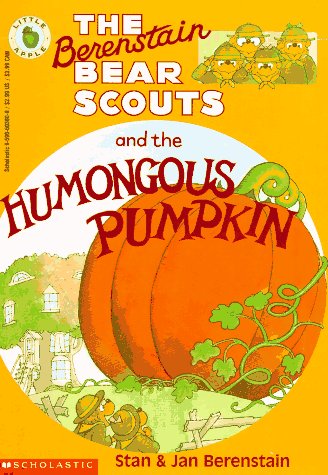 LITTLE
APPLE
THE
Berenstain
BEAR
SCOUTS
and the
HUMONGOUS
PUMPKIN
SCHOLASTIC
Stan & Jan Berenstain